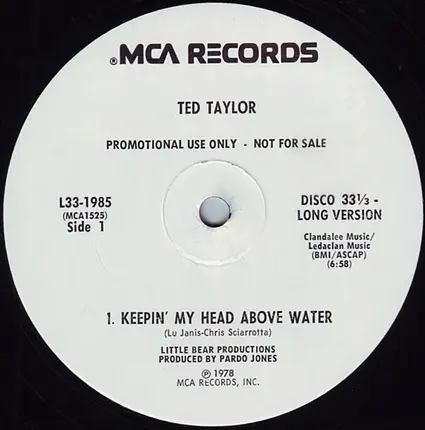 ®MCA RECORDS
TED TAYLOR
PROMOTIONAL USE ONLY - NOT FOR SALE
L33-1985
(MCA1525)
Side 1
DISCO 33⅓ -
LONG VERSION
Clandalee Music/
Ledaclan Music
(BMI/ASCAP)
(6:58)
1. KEEPIN' MY HEAD ABOVE WATER
(Lu Janis-Chris Sciarrotta)
LITTLE BEAR PRODUCTIONS
PRODUCED BY PARDO JONES
℗ 1978
MCA RECORDS, INC.